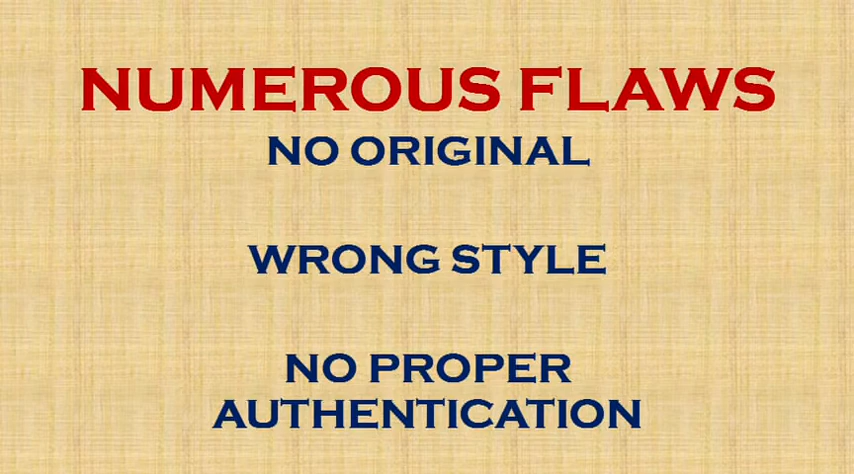 NUMEROUS FLAWS
NO ORIGINAL
WRONG STYLE
NO PROPER
AUTHENTICATION